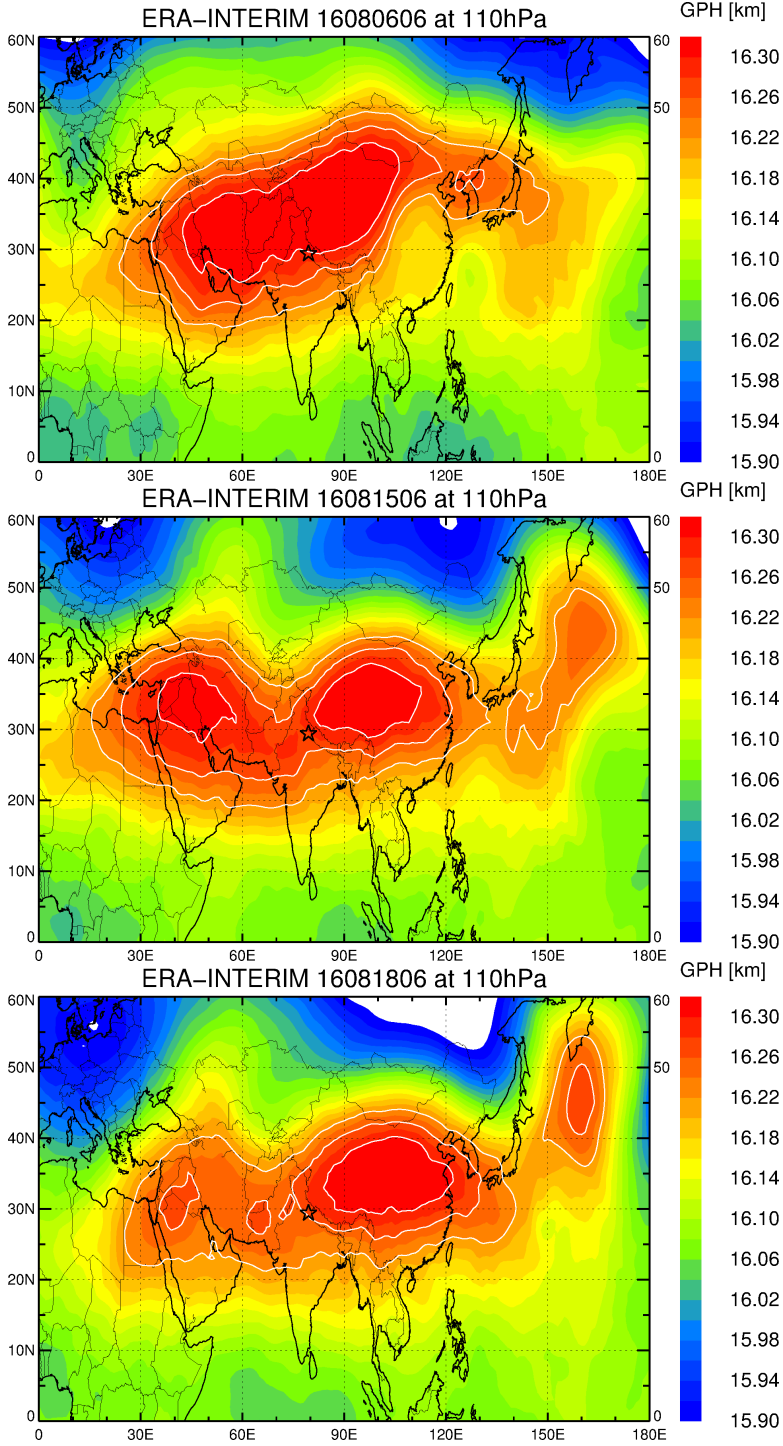 ERA−INTERIM 16080606 at 110hPa
GPH [km]
60N
50N
40N
30N
20N
10N
0
60
50
0
0 30E 60E 90E 120E 150E 180E
16.30
16.26
16.22
16.18
16.14
16.10
16.06
16.02
15.98
15.94
15.90
ERA−INTERIM 16081506 at 110hPa
GPH [km]
60N
50N
40N
30N
20N
10N
0
60
50
0
0 30E 60E 90E 120E 150E 180E
16.30
16.26
16.22
16.18
16.14
16.10
16.06
16.02
15.98
15.94
15.90
ERA−INTERIM 16081806 at 110hPa
GPH [km]
60N
50N
40N
30N
20N
10N
0
60
50
0
0 30E 60E 90E 120E 150E 180E
16.30
16.26
16.22
16.18
16.14
16.10
16.06
16.02
15.98
15.94
15.90